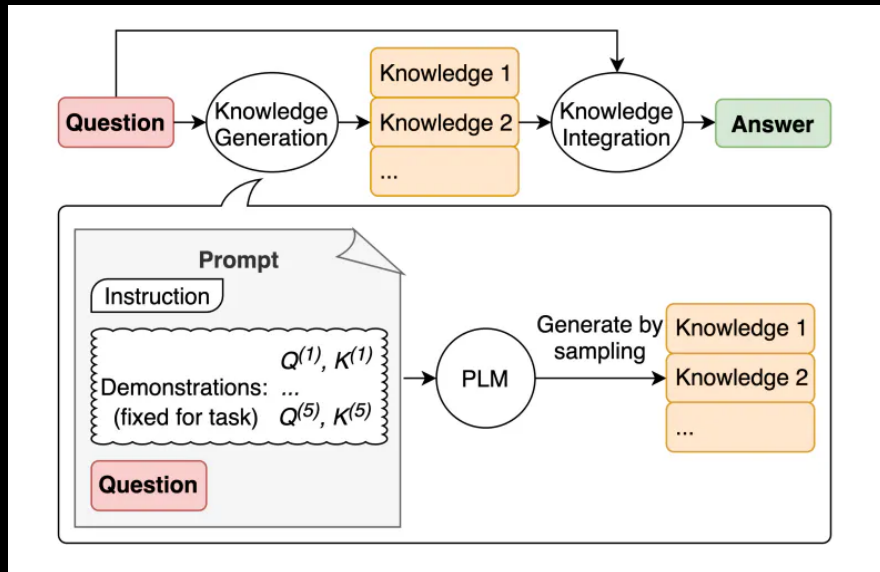 Question
Knowledge
Generation
Knowledge 1
Knowledge 2
...
Knowledge
Integration
Answer
Prompt
Instruction
Q(1), K(1)
Demonstrations: ...
(fixed for task) Q(5), K(5)
Question
PLM
Generate by
sampling
Knowledge 1
Knowledge 2
...